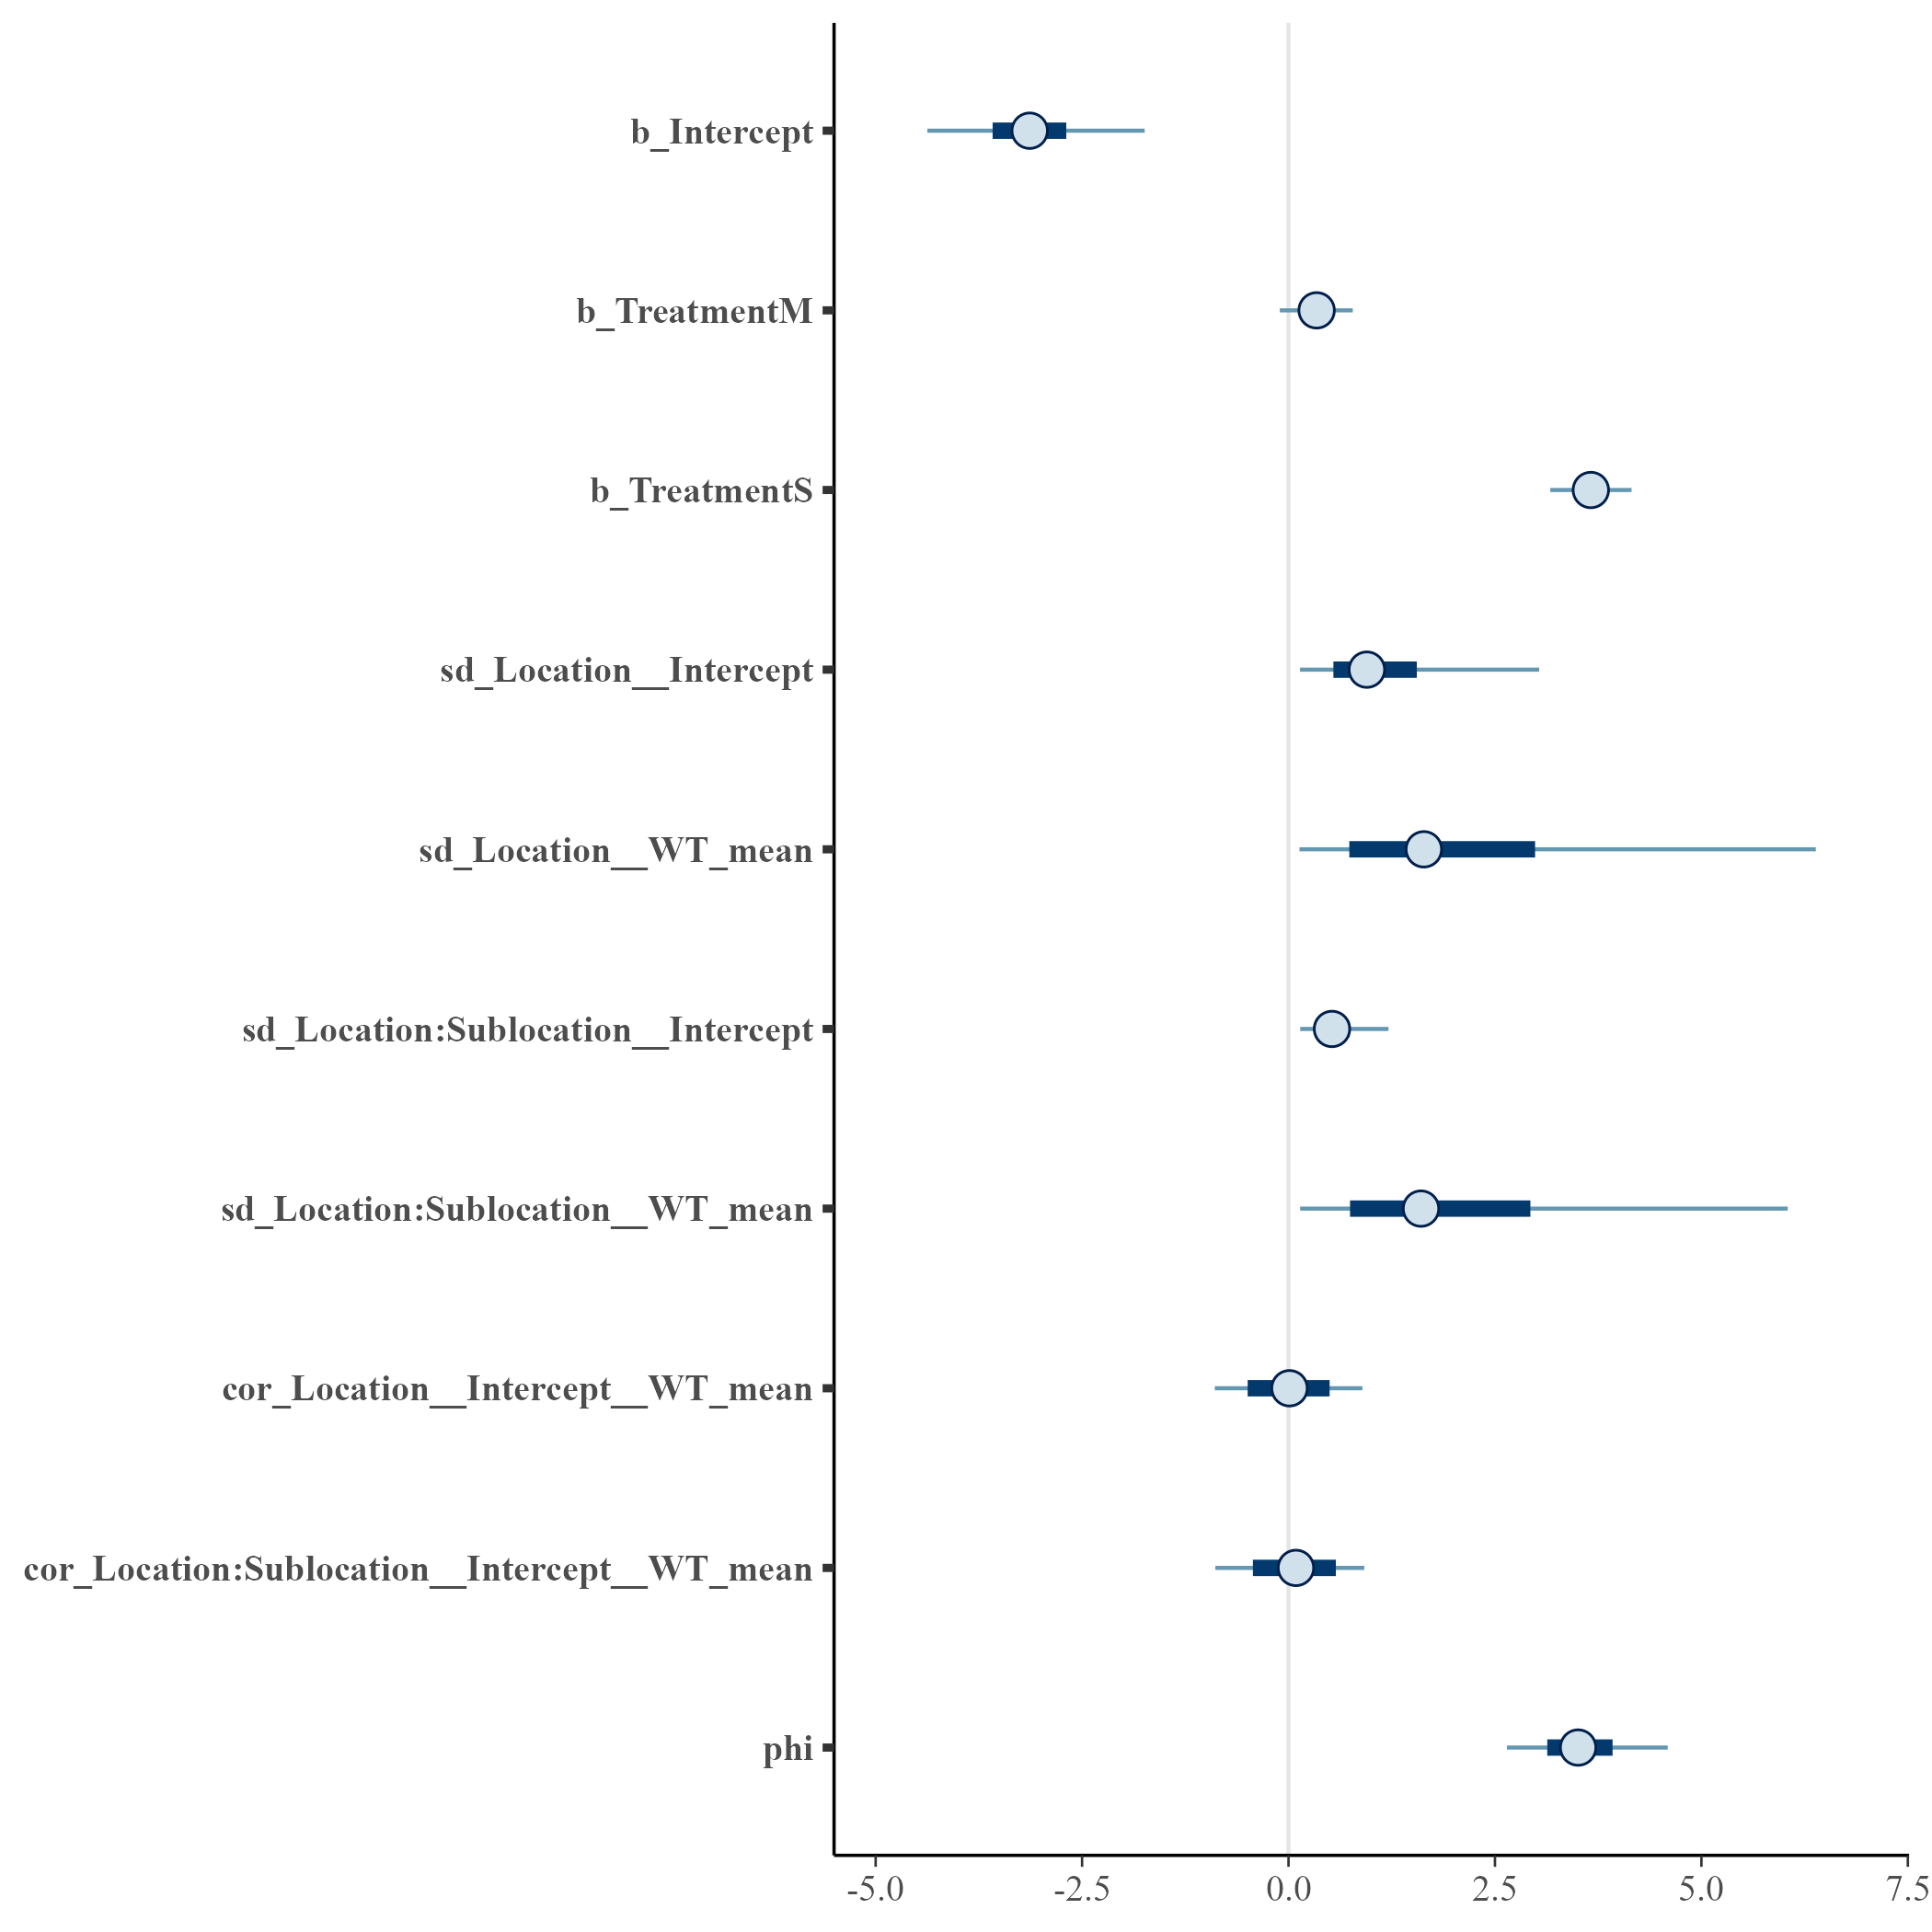 b_Intercept
b_TreatmentM
b_TreatmentS
sd_Location__Intercept
sd_Location__WT_mean
sd_Location:Sublocation__Intercept
sd_Location:Sublocation__WT_mean
cor_Location__Intercept__WT_mean
cor_Location:Sublocation__Intercept__WT_mean
phi
-5.0 -2.5 0.0 2.5 5.0 7.5